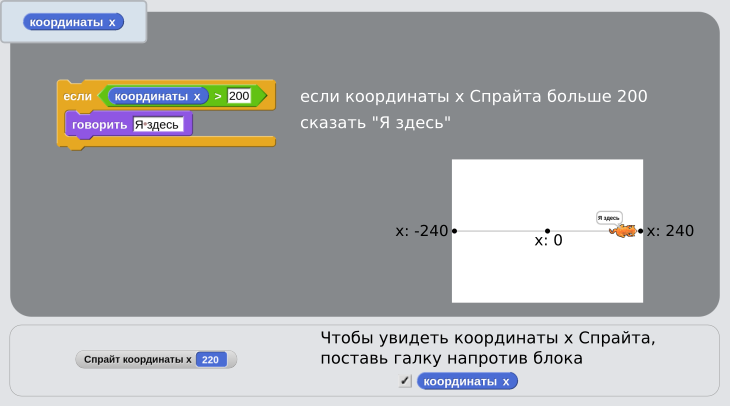 координаты x
если координаты x > 200
говорить Я здесь
если координаты x Спрайта больше 200
сказать "Я здесь"
Я здесь
x: -240
x: 0
x: 240
Спрайт координаты x 220
Чтобы увидеть координаты x Спрайта,
поставь галку напротив блока
координаты x